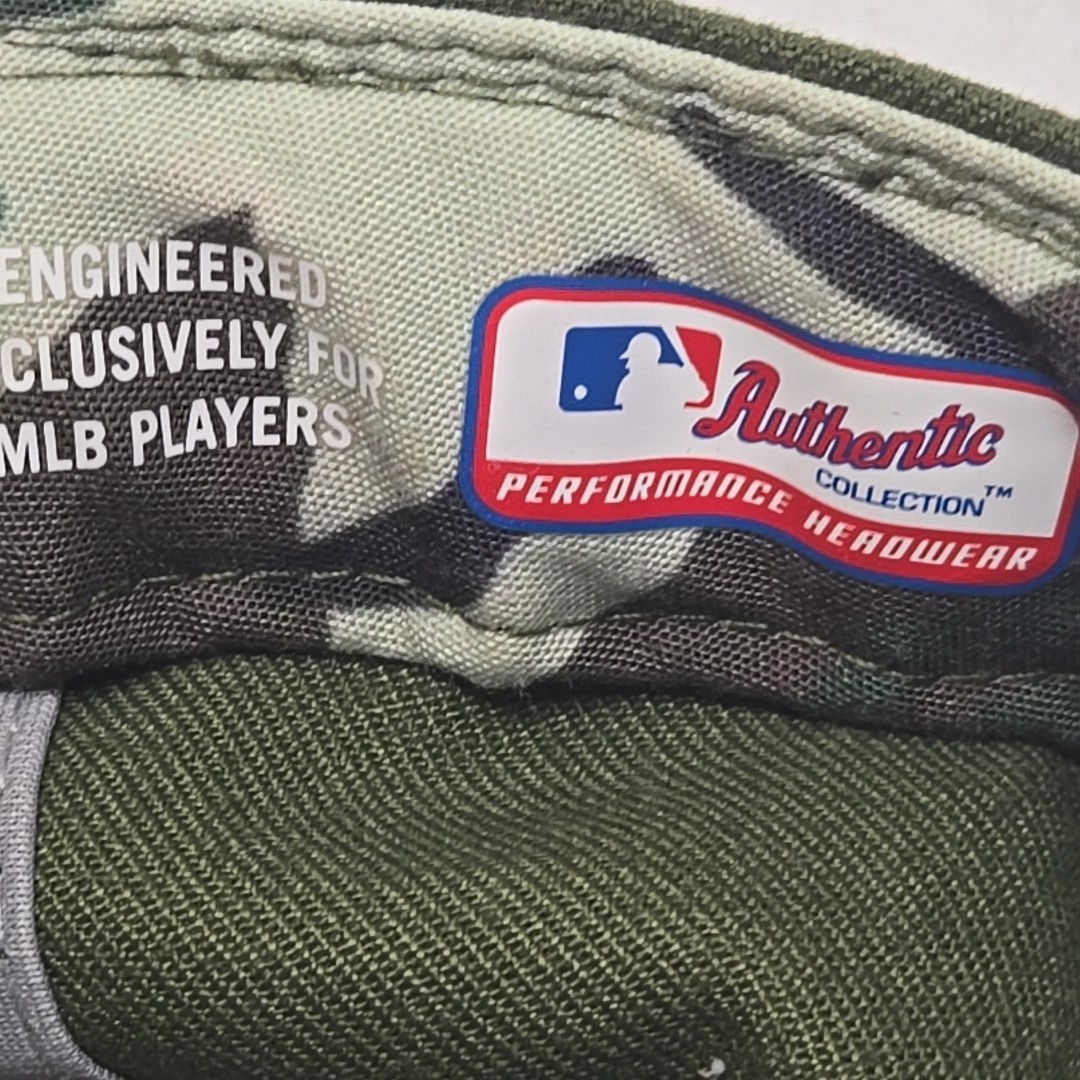 ENGINEERED
CLUSIVELY FOR
MLB PLAYERS
Authentic
COLLECTION™
PERFORMANCE HEADWEAR